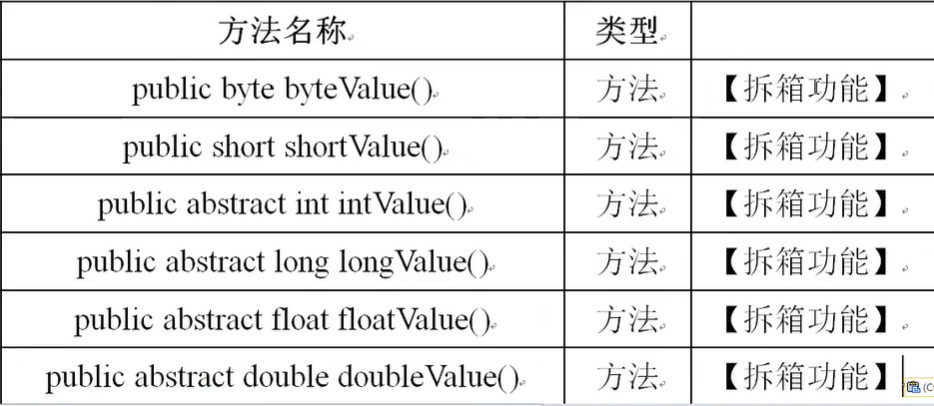 方法名称 类型
public byte byteValue() 方法 【拆箱功能】
public short shortValue() 方法 【拆箱功能】
public abstract int intValue() 方法 【拆箱功能】
public abstract long longValue() 方法 【拆箱功能】
public abstract float floatValue() 方法 【拆箱功能】
public abstract double doubleValue() 方法 【拆箱功能】